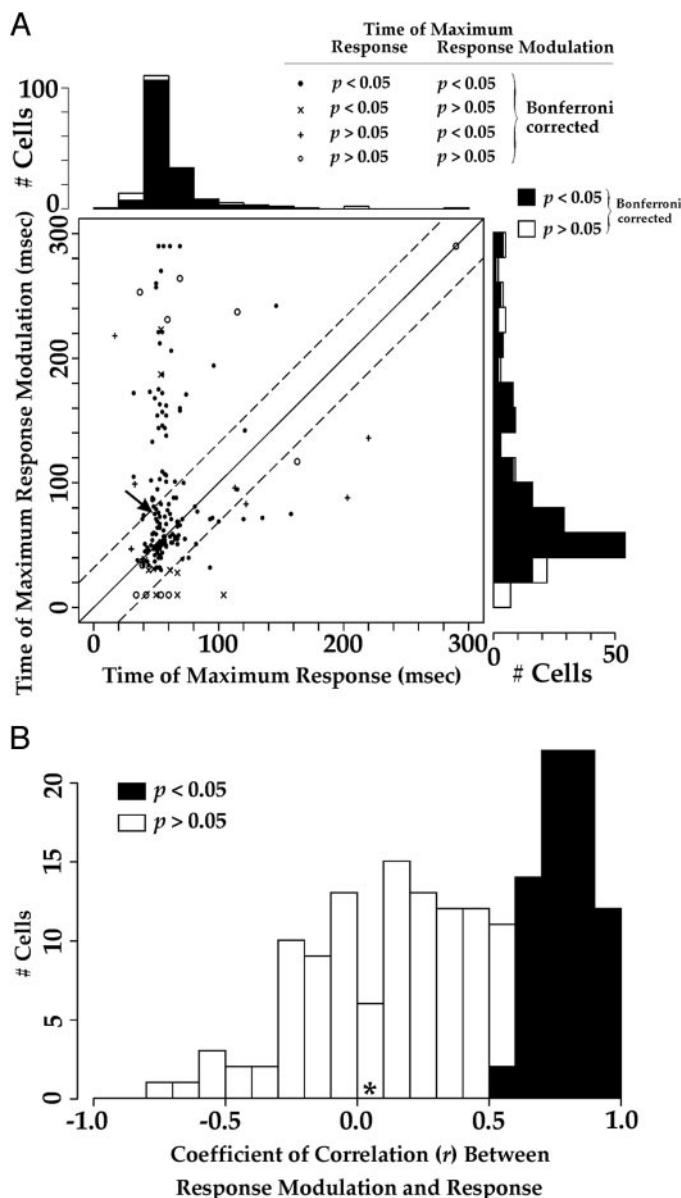 A
Time of Maximum
Response Response Modulation
• p < 0.05 p < 0.05
× p < 0.05 p > 0.05
+ p > 0.05 p < 0.05
○ p > 0.05 p > 0.05
Bonferroni
corrected
# Cells
100
0
p < 0.05
p > 0.05
Bonferroni
corrected
Time of Maximum Response Modulation (msec)
300
200
100
0
0 100 200 300
Time of Maximum Response (msec)
0 50
# Cells
B
p < 0.05
p > 0.05
# Cells
20
15
10
5
0
*
-1.0 -0.5 0.0 0.5 1.0
Coefficient of Correlation (r) Between
Response Modulation and Response